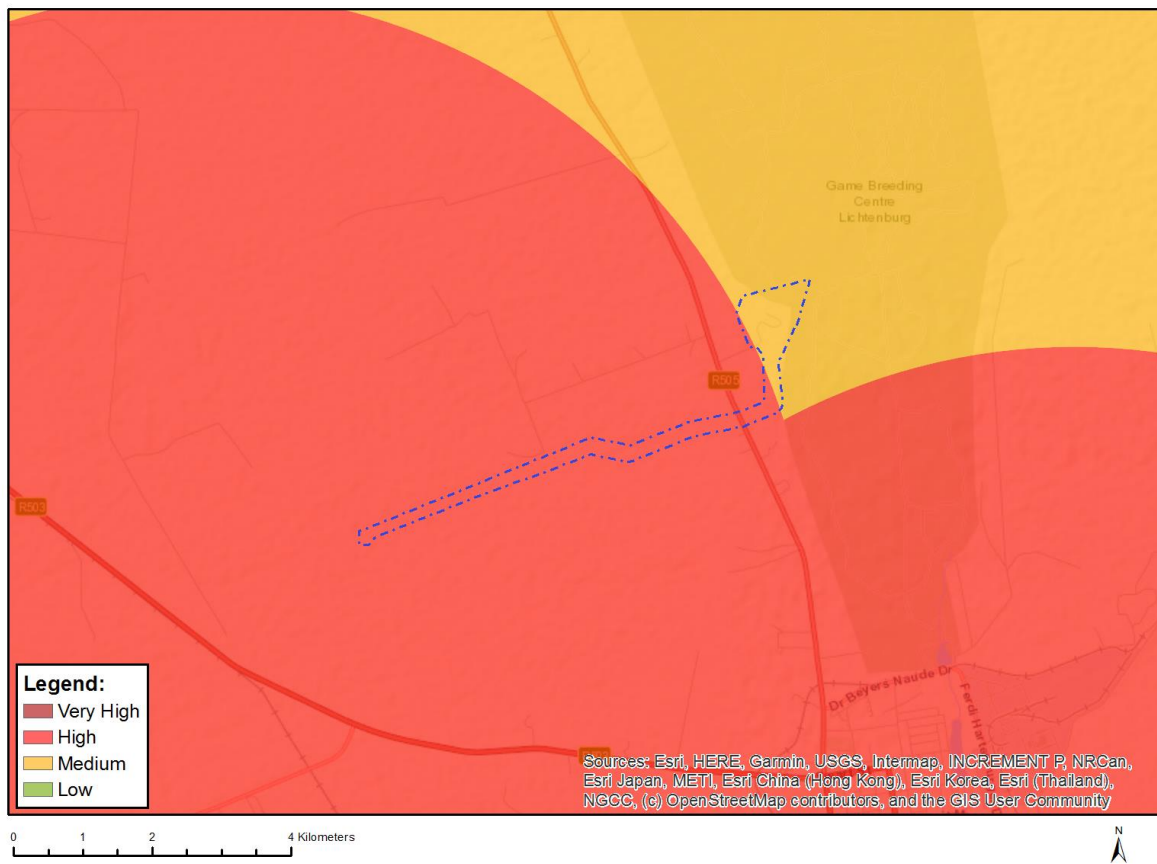 Game Breeding
Centre
Lichtenburg
R505
R503
Dr Beyers Naude Dr
Legend:
Very High
High
Medium
Low
Sources: Esri, HERE, Garmin, USGS, Intermap, INCREMENT P, NRCan,
Esri Japan, METI, Esri China (Hong Kong), Esri Korea, Esri (Thailand),
NGCC, (c) OpenStreetMap contributors, and the GIS User Community
0 1 2 4 Kilometers
N